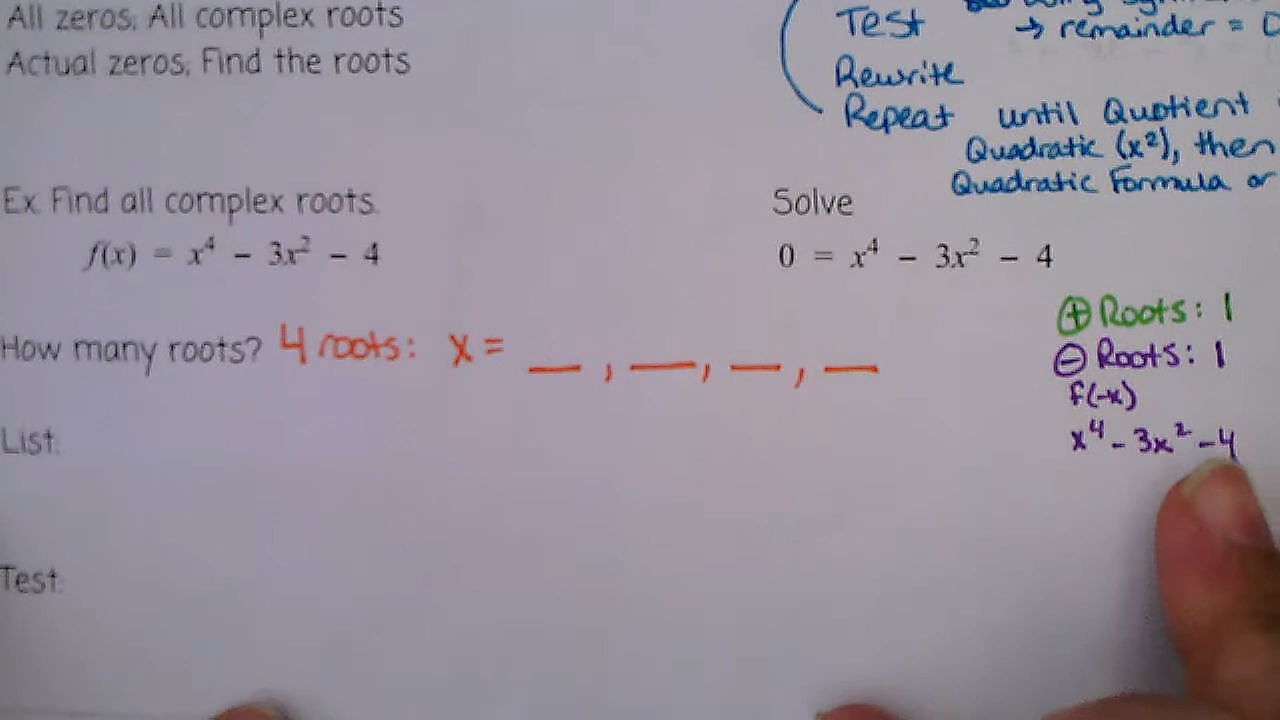 All zeros; All complex roots
Actual zeros; Find the roots
Test
→ remainder = 0
Rewrite
Repeat until Quotient
Quadratic (x²), then
Quadratic Formula or
Ex. Find all complex roots.
f(x) = x⁴ − 3x² − 4
Solve
0 = x⁴ − 3x² − 4
How many roots? 4 roots: x = __, __, __, __
⊕ Roots: 1
⊖ Roots: 1
f(-x)
x⁴ - 3x² - 4
List:
Test: